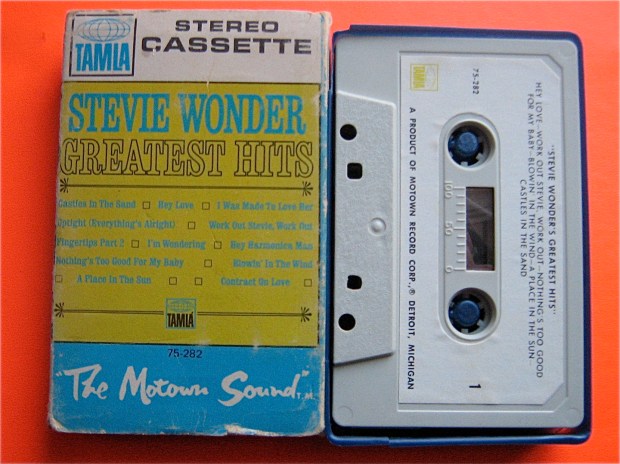 TAMLA
STEREO
CASSETTE
STEVIE WONDER
GREATEST HITS
Castles In The Sand □ Hey Love □ I Was Made To Love Her
Uptight (Everything's Alright) □ Work Out Stevie, Work Out
Fingertips Part 2 □ I'm Wondering □ Hey Harmonica Man
Nothing's Too Good For My Baby □ Blowin' In The Wind
□ A Place In The Sun □ □ Contract On Love □
TAMLA
75-282
"The Motown Sound" T.M.
"STEVIE WONDER'S GREATEST HITS"
HEY LOVE—WORK OUT STEVIE, WORK OUT—NOTHING'S TOO GOOD
FOR MY BABY—BLOWIN' IN THE WIND—A PLACE IN THE SUN
CASTLES IN THE SAND
1
100 50 0
TAMLA
75-282
A PRODUCT OF MOTOWN RECORD CORP.,® DETROIT, MICHIGAN